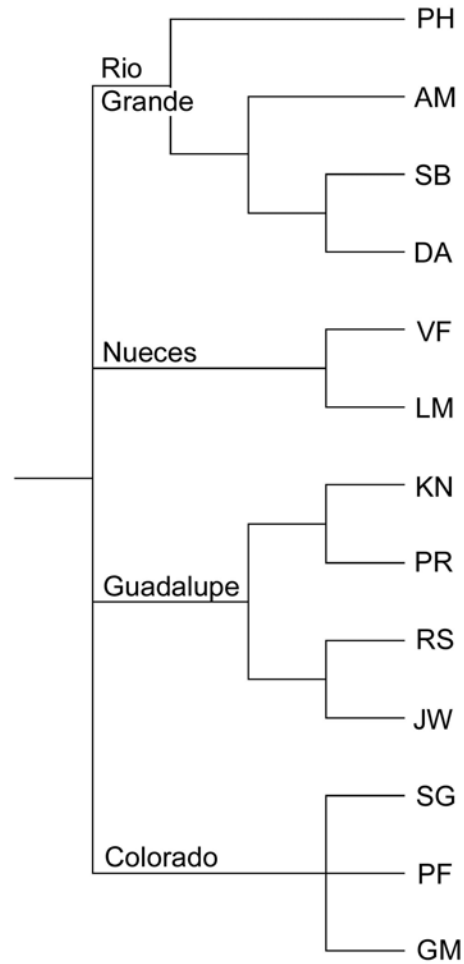 PH
Rio
Grande
AM
SB
DA
VF
Nueces
LM
KN
PR
Guadalupe
RS
JW
SG
Colorado
PF
GM